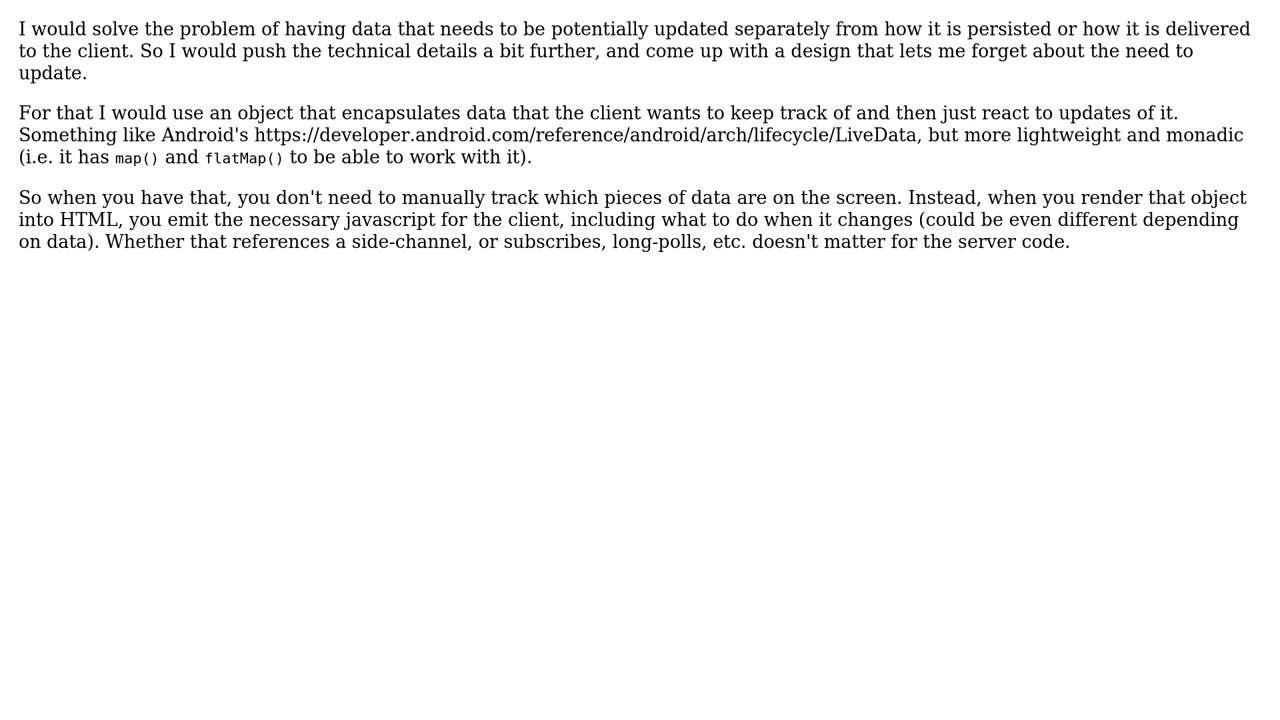 I would solve the problem of having data that needs to be potentially updated separately from how it is persisted or how it is delivered
to the client. So I would push the technical details a bit further, and come up with a design that lets me forget about the need to
update.
For that I would use an object that encapsulates data that the client wants to keep track of and then just react to updates of it.
Something like Android's https://developer.android.com/reference/android/arch/lifecycle/LiveData, but more lightweight and monadic
(i.e. it has map() and flatMap() to be able to work with it).
So when you have that, you don't need to manually track which pieces of data are on the screen. Instead, when you render that object
into HTML, you emit the necessary javascript for the client, including what to do when it changes (could be even different depending
on data). Whether that references a side-channel, or subscribes, long-polls, etc. doesn't matter for the server code.